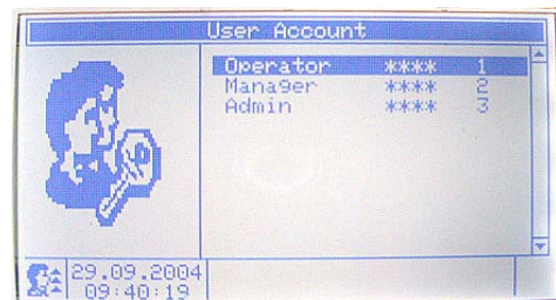 User Account
Operator **** 1
Manager **** 2
Admin **** 3
29.09.2004
09:40:19